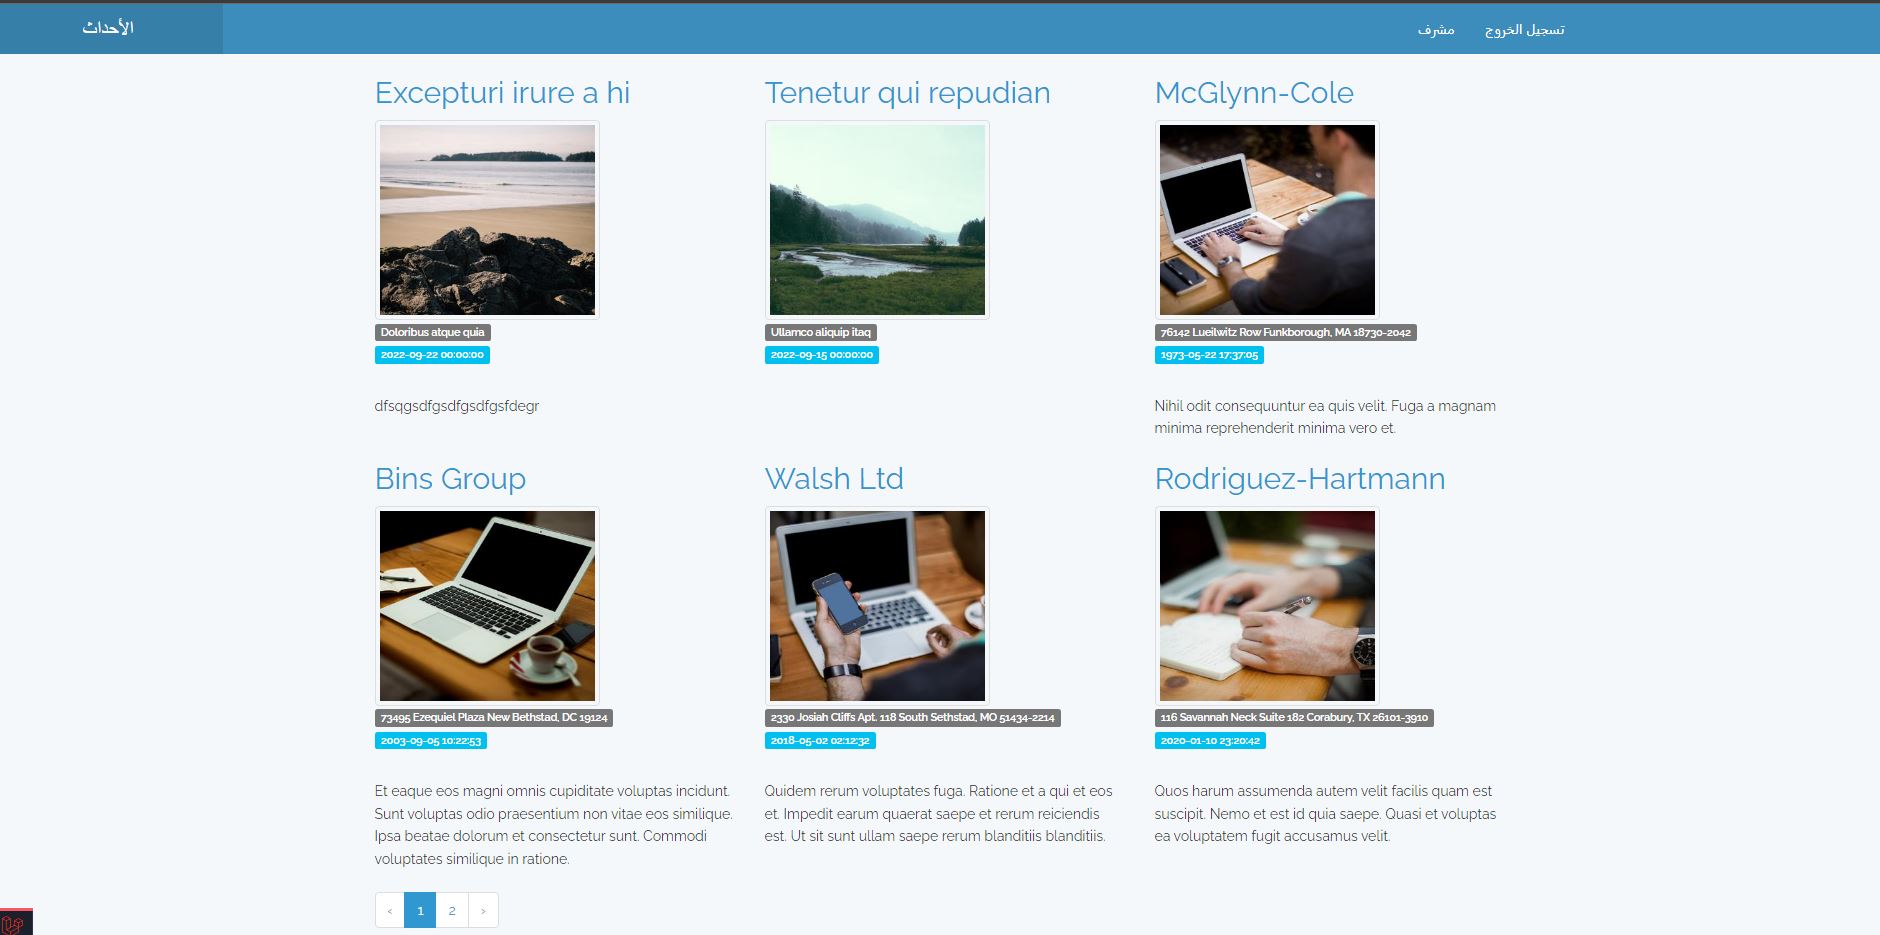 الأحداث
مشرف
تسجيل الخروج
Excepturi irure a hi
Doloribus atque quia
2022-09-22 00:00:00
dfsqgsdfgsdfgsdfgsfdegr
Tenetur qui repudian
Ullamco aliquip itaq
2022-09-15 00:00:00
McGlynn-Cole
76142 Lueilwitz Row Funkborough, MA 18730-2042
1973-05-22 17:37:05
Nihil odit consequuntur ea quis velit. Fuga a magnam
minima reprehenderit minima vero et.
Bins Group
73495 Ezequiel Plaza New Bethstad, DC 19124
2003-09-05 10:22:53
Et eaque eos magni omnis cupiditate voluptas incidunt.
Sunt voluptas odio praesentium non vitae eos similique.
Ipsa beatae dolorum et consectetur sunt. Commodi
voluptates similique in ratione.
Walsh Ltd
2330 Josiah Cliffs Apt. 118 South Sethstad, MO 51434-2214
2018-05-02 02:12:32
Quidem rerum voluptates fuga. Ratione et a qui et eos
et. Impedit earum quaerat saepe et rerum reiciendis
est. Ut sit sunt ullam saepe rerum blanditiis blanditiis.
Rodriguez-Hartmann
116 Savannah Neck Suite 182 Corabury, TX 26101-3910
2020-01-10 23:20:42
Quos harum assumenda autem velit facilis quam est
suscipit. Nemo et est id quia saepe. Quasi et voluptas
ea voluptatem fugit accusamus velit.
‹ 1 2 ›